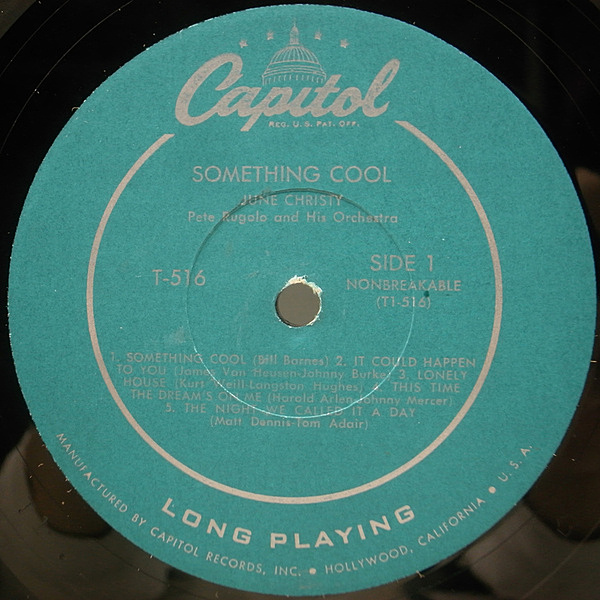 Capitol
REG. U.S. PAT. OFF.
SOMETHING COOL
JUNE CHRISTY
Pete Rugolo and His Orchestra
T-516
SIDE 1
NONBREAKABLE
(T1-516)
1. SOMETHING COOL (Bill Barnes) 2. IT COULD HAPPEN
TO YOU (James Van Heusen-Johnny Burke) 3. LONELY
HOUSE (Kurt Weill-Langston Hughes) 4. THIS TIME
THE DREAM'S ON ME (Harold Arlen-Johnny Mercer)
5. THE NIGHT WE CALLED IT A DAY
(Matt Dennis-Tom Adair)
LONG PLAYING
MANUFACTURED BY CAPITOL RECORDS, INC. • HOLLYWOOD, CALIFORNIA • U.S.A.